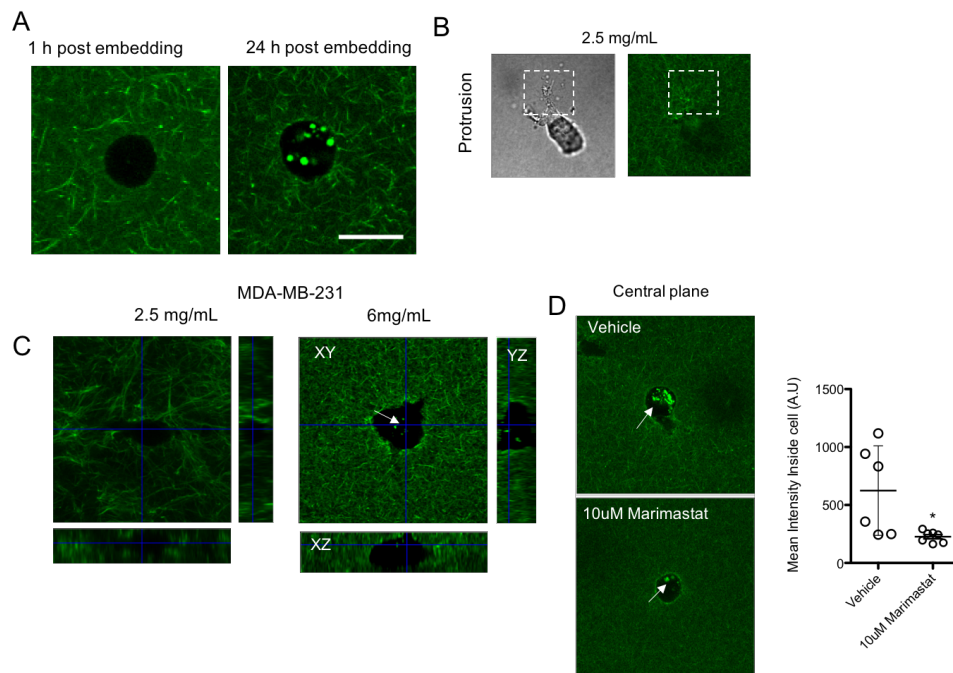 A
1 h post embedding
24 h post embedding
B
2.5 mg/mL
Protrusion
MDA-MB-231
C
2.5 mg/mL
6mg/mL
XY
YZ
XZ
D
Central plane
Vehicle
10uM Marimastat
Mean Intensity Inside cell (A.U)
1500
1000
500
0
*
Vehicle
10uM Marimastat